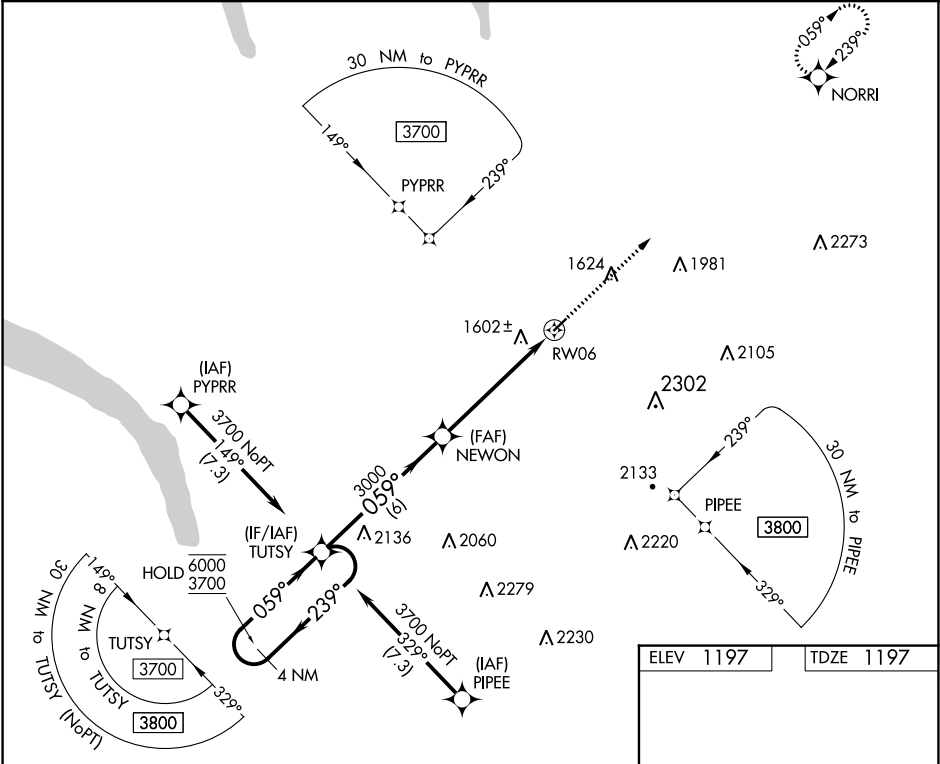 059°
239°
NORRI
30 NM to PYPRR
3700
149°
239°
PYPRR
2273
1624
1981
1602±
RW06
2105
2302
(IAF)
PYPRR
3700 NoPT
149°
(7.3)
(FAF)
NEWON
3000
059°
(6)
239°
30 NM to PIPEE
2133
PIPEE
3800
329°
(IF/IAF)
TUTSY
2136
2060
2220
HOLD 6000
3700
059°
239°
2279
4 NM
3700 NoPT
329°
(7.3)
2230
(IAF)
PIPEE
149°
30 NM to TUTSY (NoPT)
8 NM to TUTSY
TUTSY
3700
329°
3800
ELEV 1197
TDZE 1197